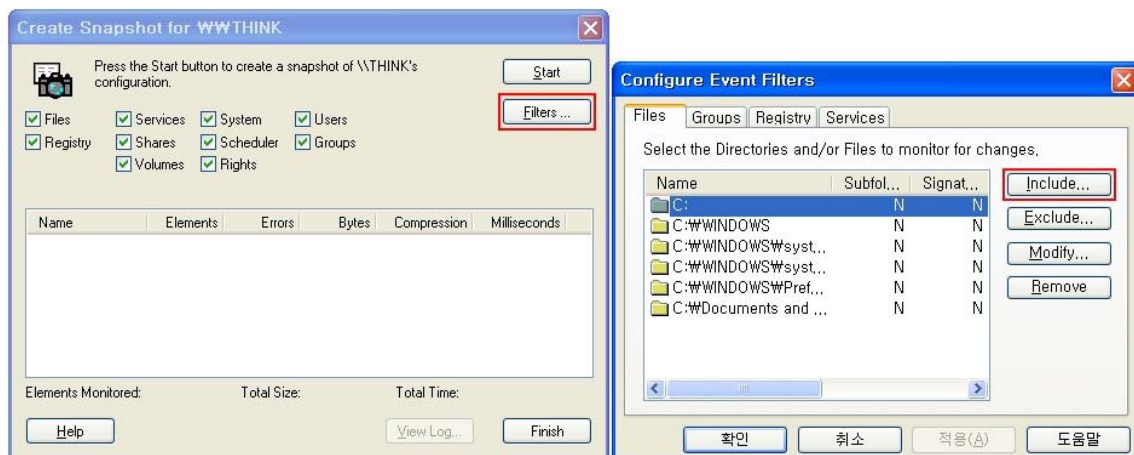 Create Snapshot for ₩₩THINK
Press the Start button to create a snapshot of \\THINK's
configuration.
Start
Filters ...
Files
Services
System
Users
Registry
Shares
Scheduler
Groups
Volumes
Rights
Name Elements Errors Bytes Compression Milliseconds
Elements Monitored: Total Size: Total Time:
Help
View Log...
Finish
Configure Event Filters
Files Groups Registry Services
Select the Directories and/or Files to monitor for changes,
Name Subfol... Signat...
C: N N
C:₩WINDOWS N N
C:₩WINDOWS₩syst... N N
C:₩WINDOWS₩syst... N N
C:₩WINDOWS₩Pref... N N
C:₩Documents and ... N N
Include...
Exclude...
Modify...
Remove
확인
취소
적용(A)
도움말